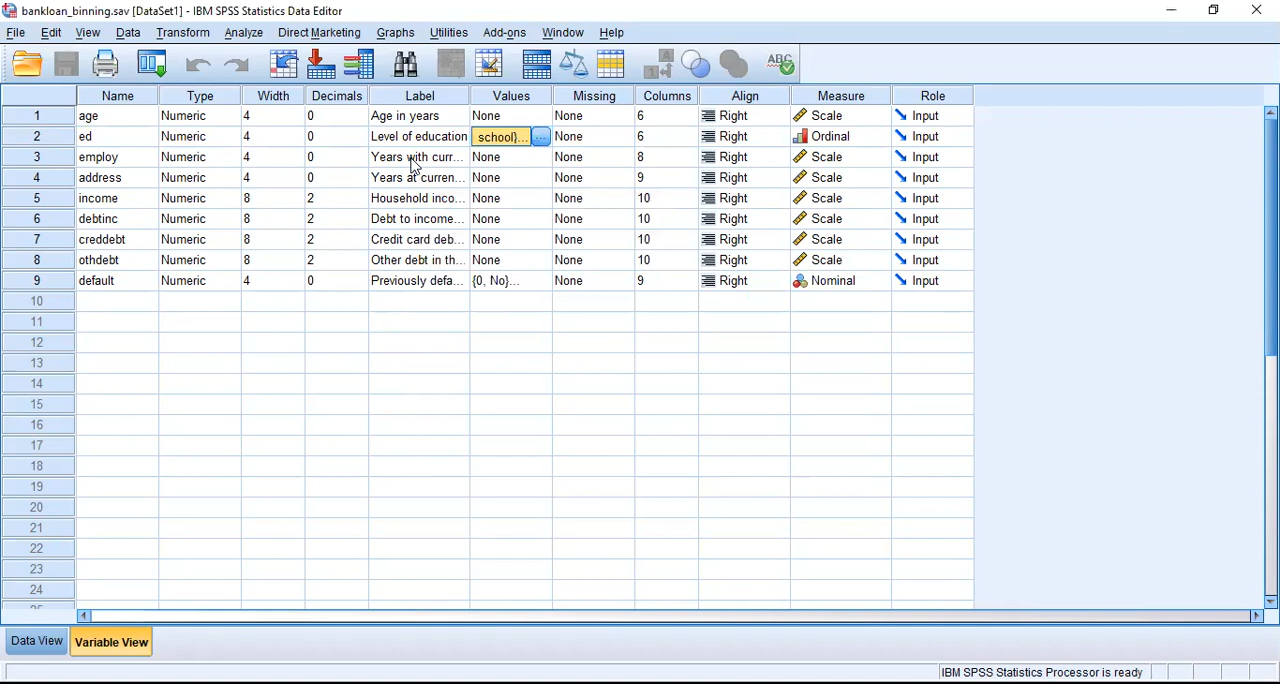 bankloan_binning.sav [DataSet1] - IBM SPSS Statistics Data Editor
File Edit View Data Transform Analyze Direct Marketing Graphs Utilities Add-ons Window Help
Name Type Width Decimals Label Values Missing Columns Align Measure Role
1 age Numeric 4 0 Age in years None None 6 Right Scale Input
2 ed Numeric 4 0 Level of education school}... ... None 6 Right Ordinal Input
3 employ Numeric 4 0 Years with curr... None None 8 Right Scale Input
4 address Numeric 4 0 Years at curren... None None 9 Right Scale Input
5 income Numeric 8 2 Household inco... None None 10 Right Scale Input
6 debtinc Numeric 8 2 Debt to income... None None 10 Right Scale Input
7 creddebt Numeric 8 2 Credit card deb... None None 10 Right Scale Input
8 othdebt Numeric 8 2 Other debt in th... None None 10 Right Scale Input
9 default Numeric 4 0 Previously defa... {0, No}... None 9 Right Nominal Input
10
11
12
13
14
15
16
17
18
19
20
21
22
23
24
Data View Variable View
IBM SPSS Statistics Processor is ready